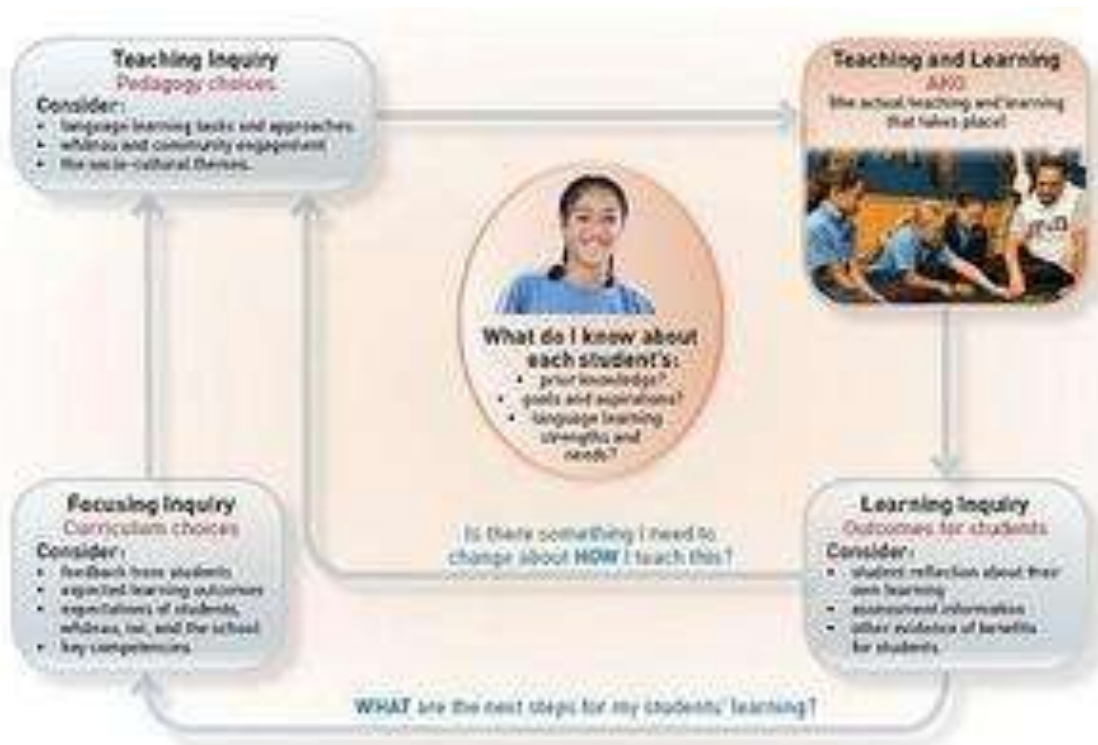 Teaching Inquiry
Pedagogy choices
Consider:
• language learning tasks and approaches
• whānau and community engagement
• the socio-cultural themes.
Teaching and Learning
AKO
(the actual teaching and learning
that takes place)
What do I know about
each student's:
• prior knowledge?
• goals and aspirations?
• language learning
strengths and
needs?
Focusing Inquiry
Curriculum choices
Consider:
• feedback from students
• expected learning outcomes
• expectations of students,
whānau, iwi, and the school
• key competencies
Is there something I need to
change about HOW I teach this?
Learning Inquiry
Outcomes for students
Consider:
• student reflection about their
own learning
• assessment information
• other evidence of benefits
for students.
WHAT are the next steps for my students' learning?